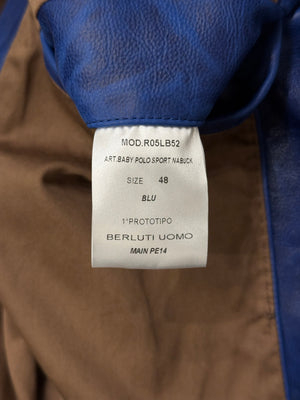 MOD.R05LB52
ART.BABY POLO SPORT NABUCK
SIZE 48
BLU
1°PROTOTIPO
BERLUTI UOMO
MAIN PE14